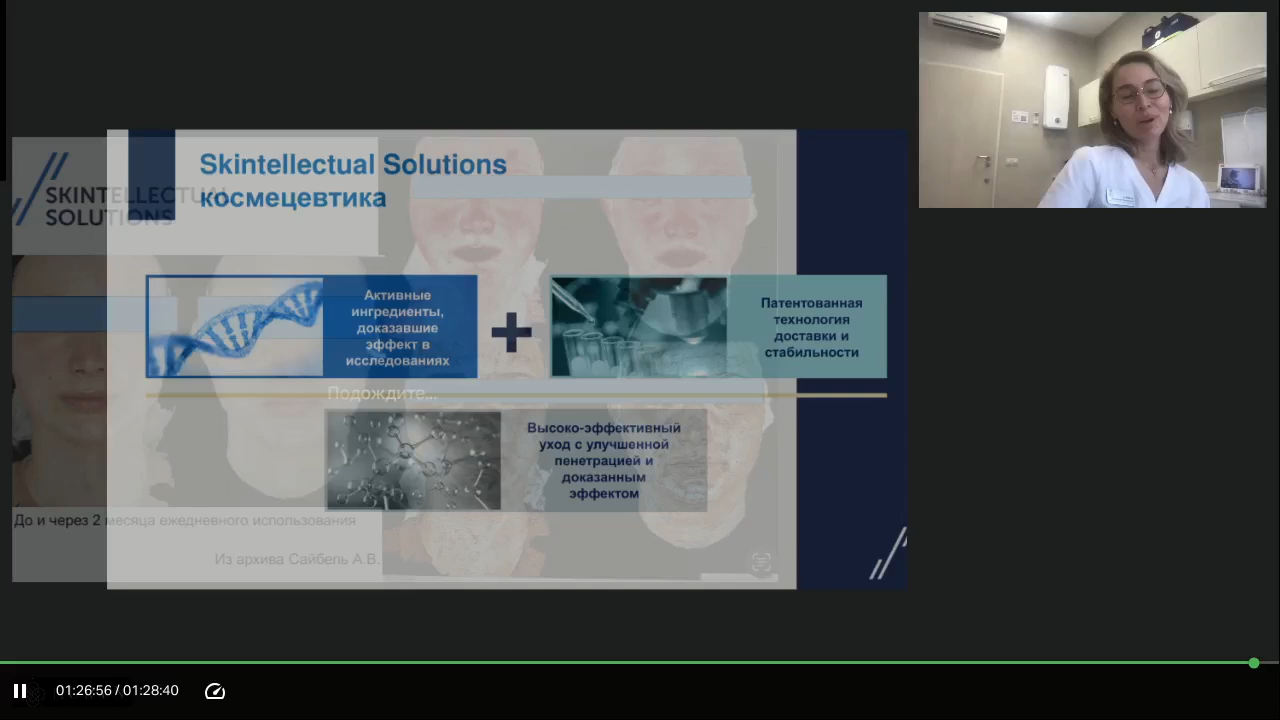 Skintellectual Solutions
космецевтика
SKINTELLECTUAL
SOLUTIONS
Активные
ингредиенты,
доказавшие
эффект в
исследованиях
Патентованная
технология
доставки и
стабильности
Подождите...
Высоко-эффективный
уход с улучшенной
пенетрацией и
доказанным
эффектом
До и через 2 месяца ежедневного использования
Из архива Сайбель А.В.
01:26:56 / 01:28:40